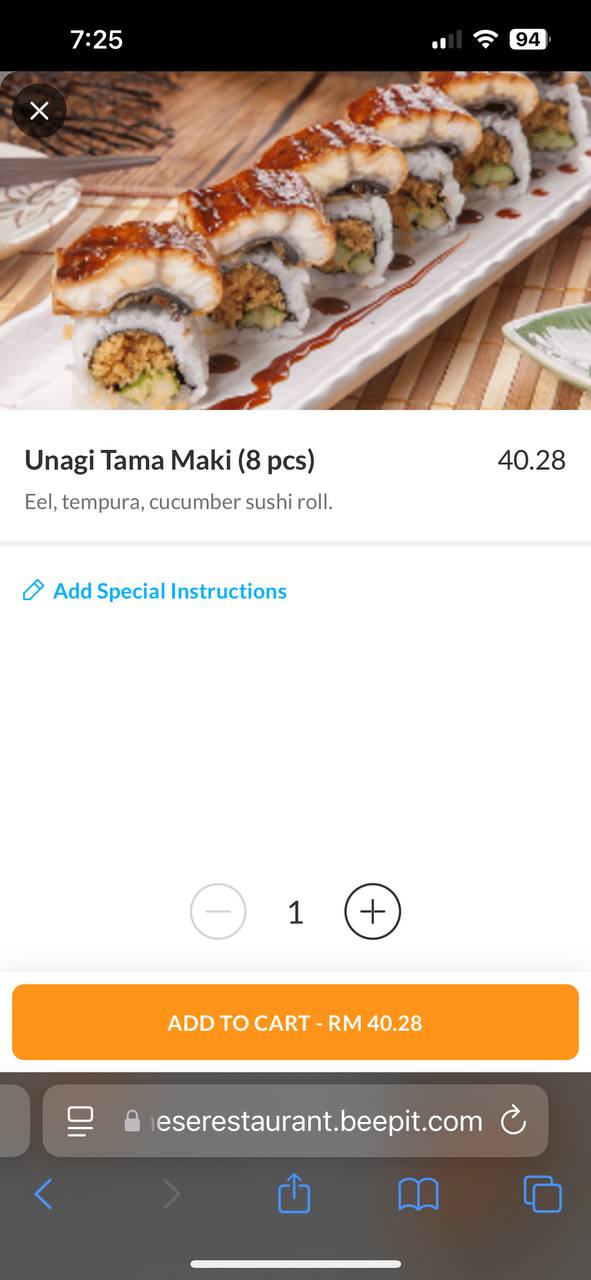 7:25
94
Unagi Tama Maki (8 pcs)
40.28
Eel, tempura, cucumber sushi roll.
Add Special Instructions
1
ADD TO CART - RM 40.28
eserestaurant.beepit.com